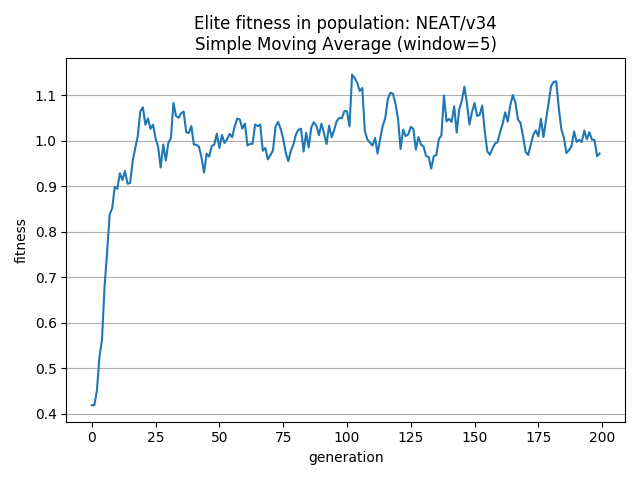 Elite fitness in population: NEAT/v34
Simple Moving Average (window=5)
fitness
1.1
1.0
0.9
0.8
0.7
0.6
0.5
0.4
0 25 50 75 100 125 150 175 200
generation